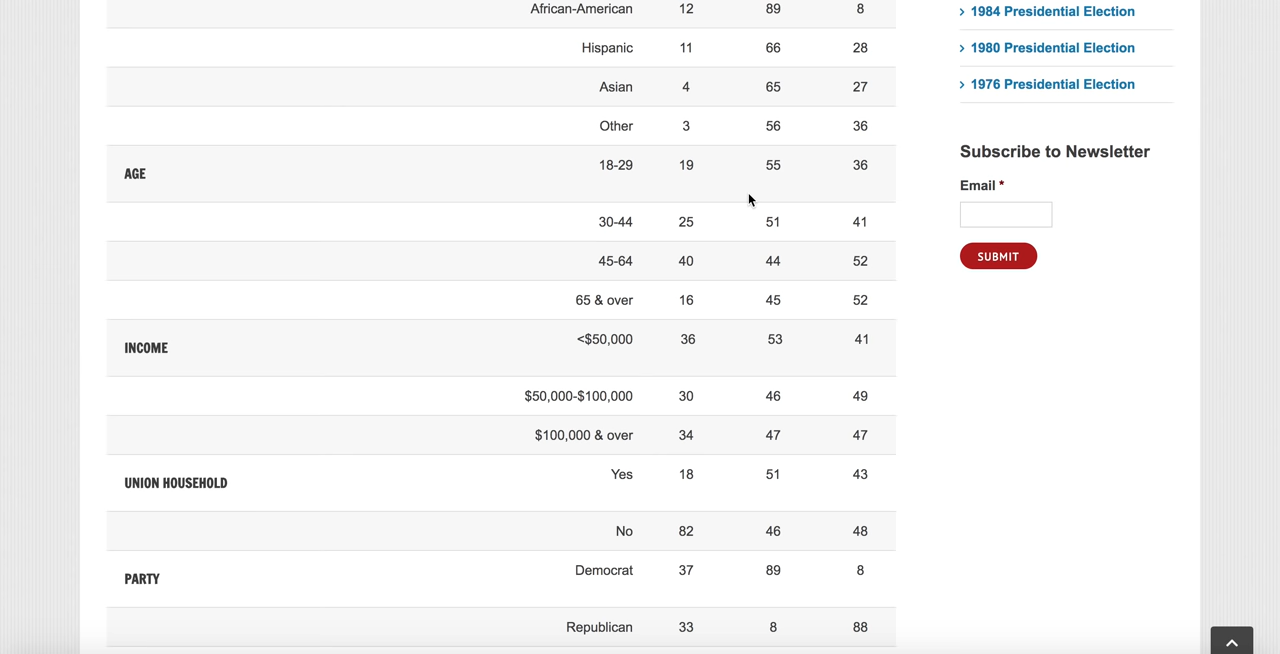 African-American 12 89 8
Hispanic 11 66 28
Asian 4 65 27
Other 3 56 36
AGE 18-29 19 55 36
30-44 25 51 41
45-64 40 44 52
65 & over 16 45 52
INCOME <$50,000 36 53 41
$50,000-$100,000 30 46 49
$100,000 & over 34 47 47
UNION HOUSEHOLD Yes 18 51 43
No 82 46 48
PARTY Democrat 37 89 8
Republican 33 8 88
1984 Presidential Election
1980 Presidential Election
1976 Presidential Election
Subscribe to Newsletter
Email *
SUBMIT